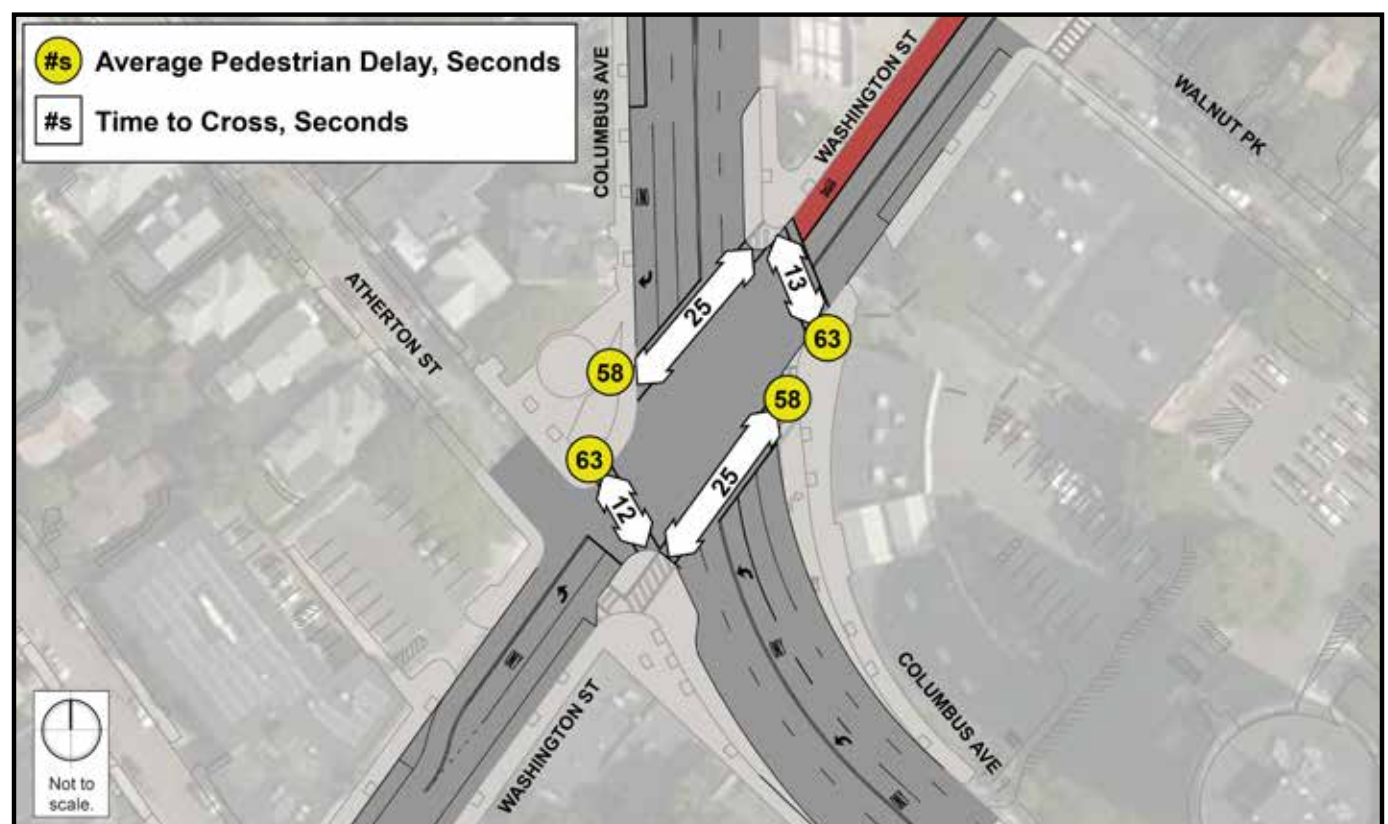 #s Average Pedestrian Delay, Seconds
#s Time to Cross, Seconds
COLUMBUS AVE
WASHINGTON ST
WALNUT PK
ATHERTON ST
25
13
63
58
58
63
25
12
COLUMBUS AVE
WASHINGTON ST
Not to
scale.